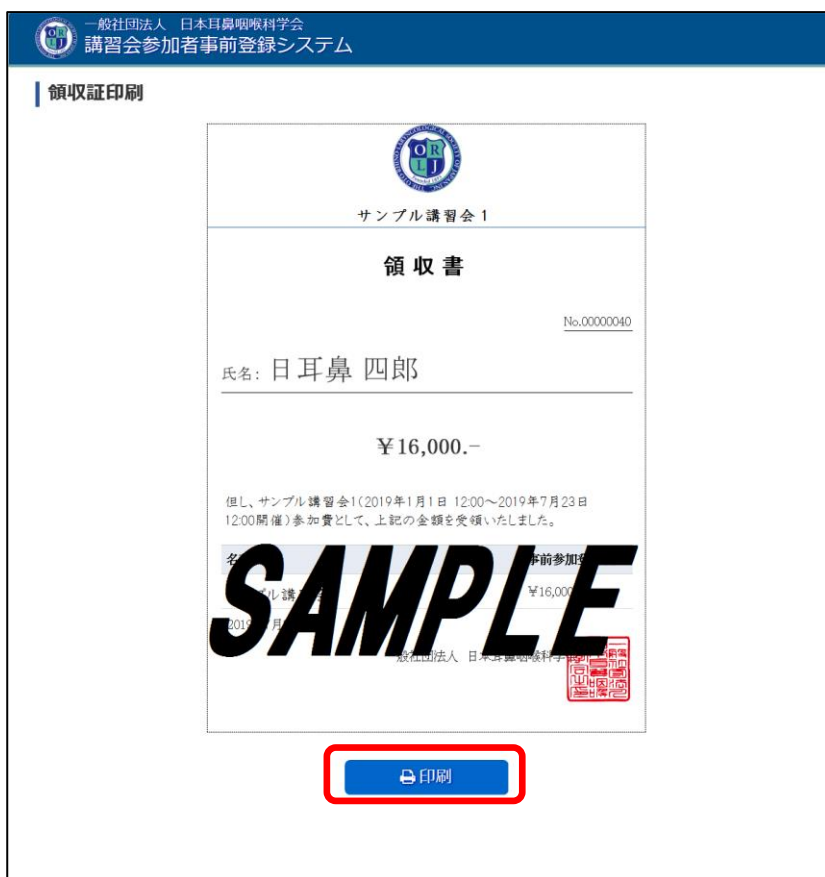 一般社団法人 日本耳鼻咽喉科学会
講習会参加者事前登録システム
領収証印刷
O R
L J
サンプル講習会1
領収書
No.00000040
氏名: 日耳鼻 四郎
￥16,000.-
但し、サンプル講習会1(2019年1月1日 12:00～2019年7月23日
12:00開催)参加費として、上記の金額を受領いたしました。
事前参加
￥16,000
SAMPLE
般社団法人 日本耳鼻咽喉科学
印刷